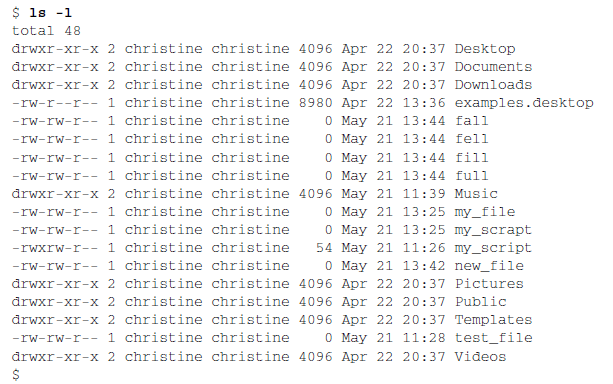 $ ls -l
total 48
drwxr-xr-x 2 christine christine 4096 Apr 22 20:37 Desktop
drwxr-xr-x 2 christine christine 4096 Apr 22 20:37 Documents
drwxr-xr-x 2 christine christine 4096 Apr 22 20:37 Downloads
-rw-r--r-- 1 christine christine 8980 Apr 22 13:36 examples.desktop
-rw-rw-r-- 1 christine christine    0 May 21 13:44 fall
-rw-rw-r-- 1 christine christine    0 May 21 13:44 fell
-rw-rw-r-- 1 christine christine    0 May 21 13:44 fill
-rw-rw-r-- 1 christine christine    0 May 21 13:44 full
drwxr-xr-x 2 christine christine 4096 May 21 11:39 Music
-rw-rw-r-- 1 christine christine    0 May 21 13:25 my_file
-rw-rw-r-- 1 christine christine    0 May 21 13:25 my_scrapt
-rwxrw-r-- 1 christine christine   54 May 21 11:26 my_script
-rw-rw-r-- 1 christine christine    0 May 21 13:42 new_file
drwxr-xr-x 2 christine christine 4096 Apr 22 20:37 Pictures
drwxr-xr-x 2 christine christine 4096 Apr 22 20:37 Public
drwxr-xr-x 2 christine christine 4096 Apr 22 20:37 Templates
-rw-rw-r-- 1 christine christine    0 May 21 11:28 test_file
drwxr-xr-x 2 christine christine 4096 Apr 22 20:37 Videos
$